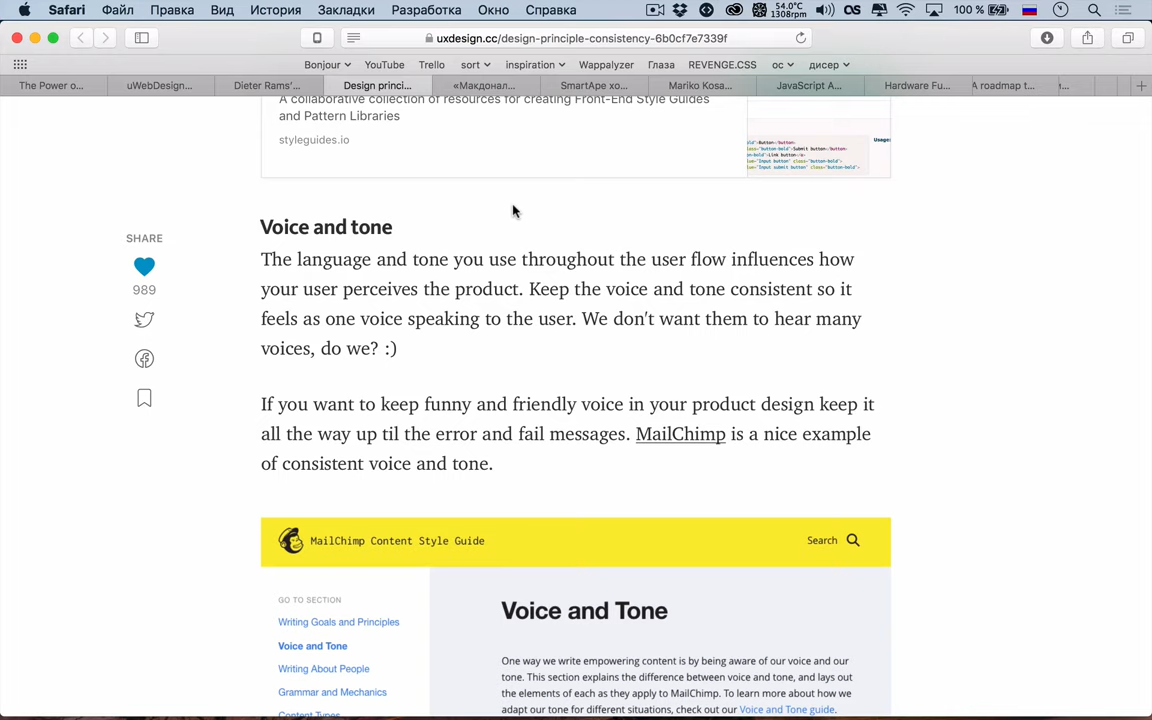 Safari Файл Правка Вид История Закладки Разработка Окно Справка 54.0°C 1308rpm 100 %
uxdesign.cc/design-principle-consistency-6b0cf7e7339f
Bonjour YouTube Trello sort inspiration Wappalyzer Глаза REVENGE.CSS ос дисер
The Power o... uWebDesign... Dieter Rams'... Design princi... «Макдонал... SmartApe хо... Mariko Kosa... JavaScript A... Hardware Fu... A roadmap t...
A collaborative collection of resources for creating Front-End Style Guides
and Pattern Libraries
styleguides.io
Voice and tone
SHARE
989
The language and tone you use throughout the user flow influences how
your user perceives the product. Keep the voice and tone consistent so it
feels as one voice speaking to the user. We don't want them to hear many
voices, do we? :)
If you want to keep funny and friendly voice in your product design keep it
all the way up til the error and fail messages. MailChimp is a nice example
of consistent voice and tone.
MailChimp Content Style Guide Search
GO TO SECTION
Writing Goals and Principles
Voice and Tone
Writing About People
Grammar and Mechanics
Content Types
Voice and Tone
One way we write empowering content is by being aware of our voice and our
tone. This section explains the difference between voice and tone, and lays out
the elements of each as they apply to MailChimp. To learn more about how we
adapt our tone for different situations, check out our Voice and Tone guide.